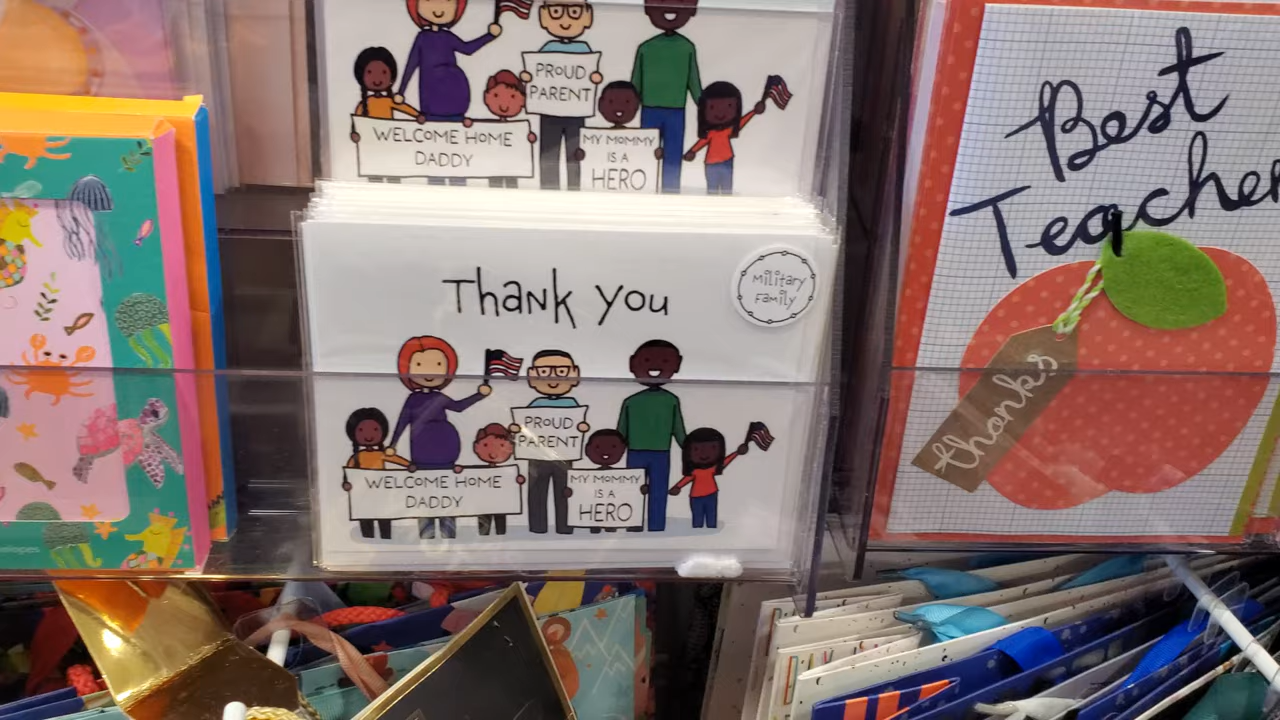 PROUD
PARENT
WELCOME HOME
DADDY
MY MOMMY
IS A
HERO
Thank you
Military
Family
PROUD
PARENT
WELCOME HOME
DADDY
MY MOMMY
IS A
HERO
Best
Teacher
thanks